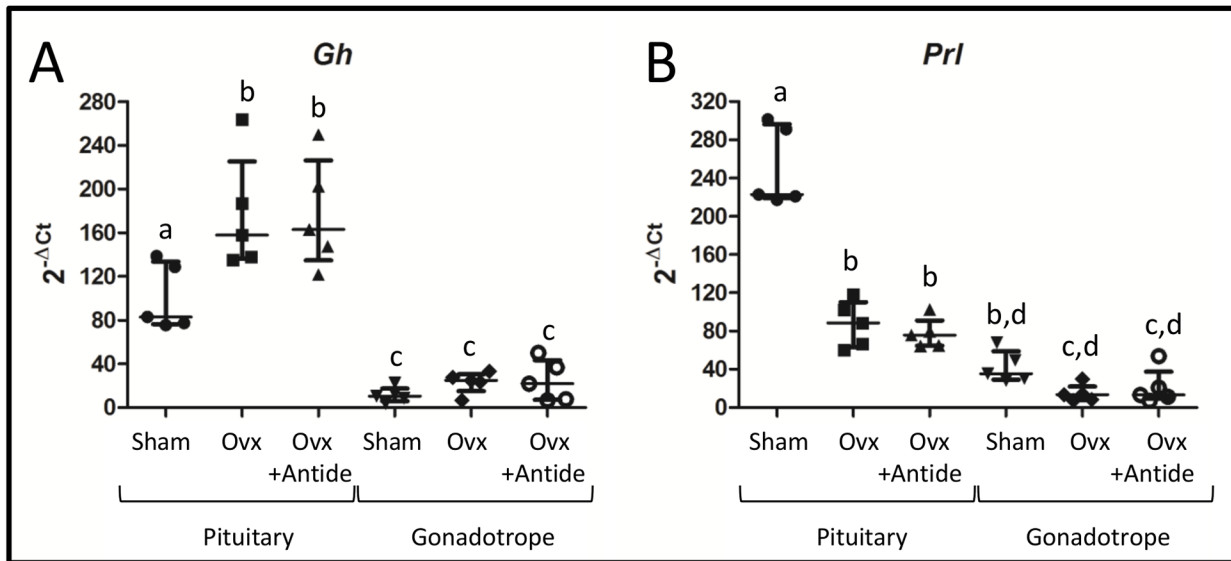 A
Gh
2^-ΔCt
280
240
200
160
120
80
40
0
a
b
b
c
c
c
Sham
Ovx
Ovx
+Antide
Sham
Ovx
Ovx
+Antide
Pituitary
Gonadotrope
B
Prl
2^-ΔCt
320
280
240
200
160
120
80
40
0
a
b
b
b,d
c,d
c,d
Sham
Ovx
Ovx
+Antide
Sham
Ovx
Ovx
+Antide
Pituitary
Gonadotrope